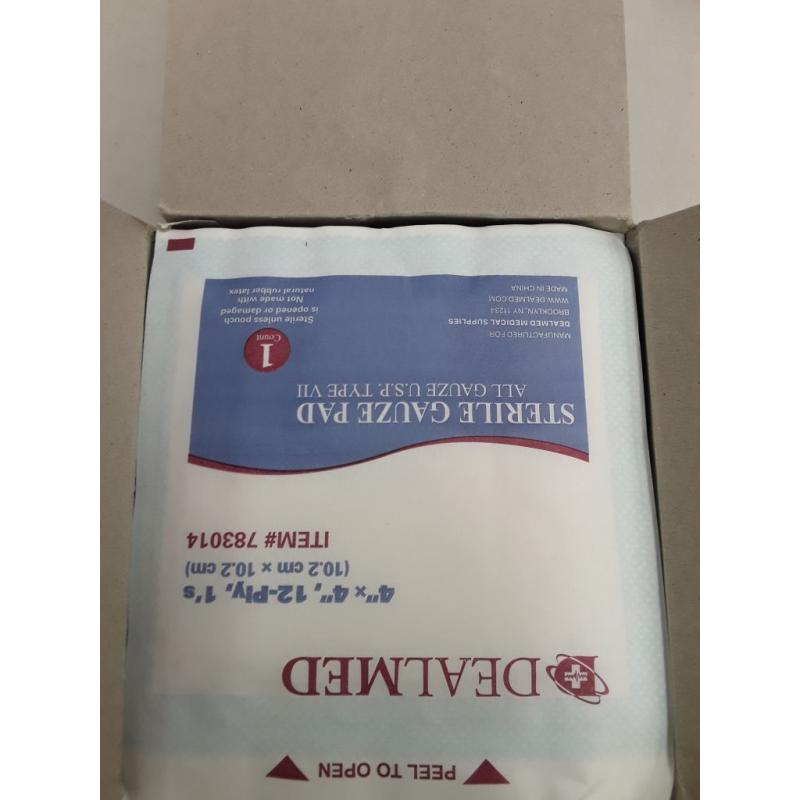 PEEL TO OPEN
DEALMED
4"x 4", 12-Ply, 1's
(10.2 cm x 10.2 cm)
ITEM# 783014
STERILE GAUZE PAD
ALL GAUZE U.S.P. TYPE VII
1
Count
MANUFACTURED FOR:
DEALMED MEDICAL SUPPLIES
BROOKLYN, NY 11234
WWW.DEALMED.COM
MADE IN CHINA
Sterile unless pouch
is opened or damaged
Not made with
natural rubber latex